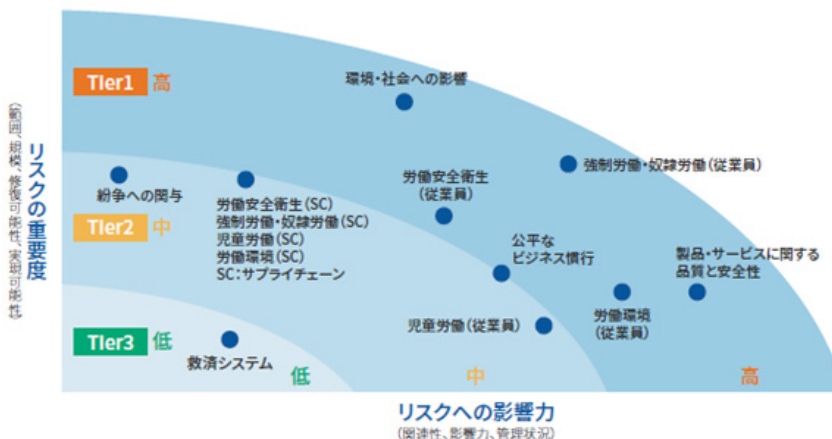 TIer1 高
環境・社会への影響
強制労働・奴隷労働（従業員）
労働安全衛生
（従業員）
紛争への関与
労働安全衛生（SC）
強制労働・奴隷労働（SC）
児童労働（SC）
労働環境（SC）
SC：サプライチェーン
TIer2 中
公平な
ビジネス慣行
製品・サービスに関する
品質と安全性
児童労働（従業員）
労働環境
（従業員）
TIer3 低
救済システム
低
中
高
リスクの重要度
（範囲、規模、修復可能性、実現可能性）
リスクへの影響力
（関連性、影響力、管理状況）